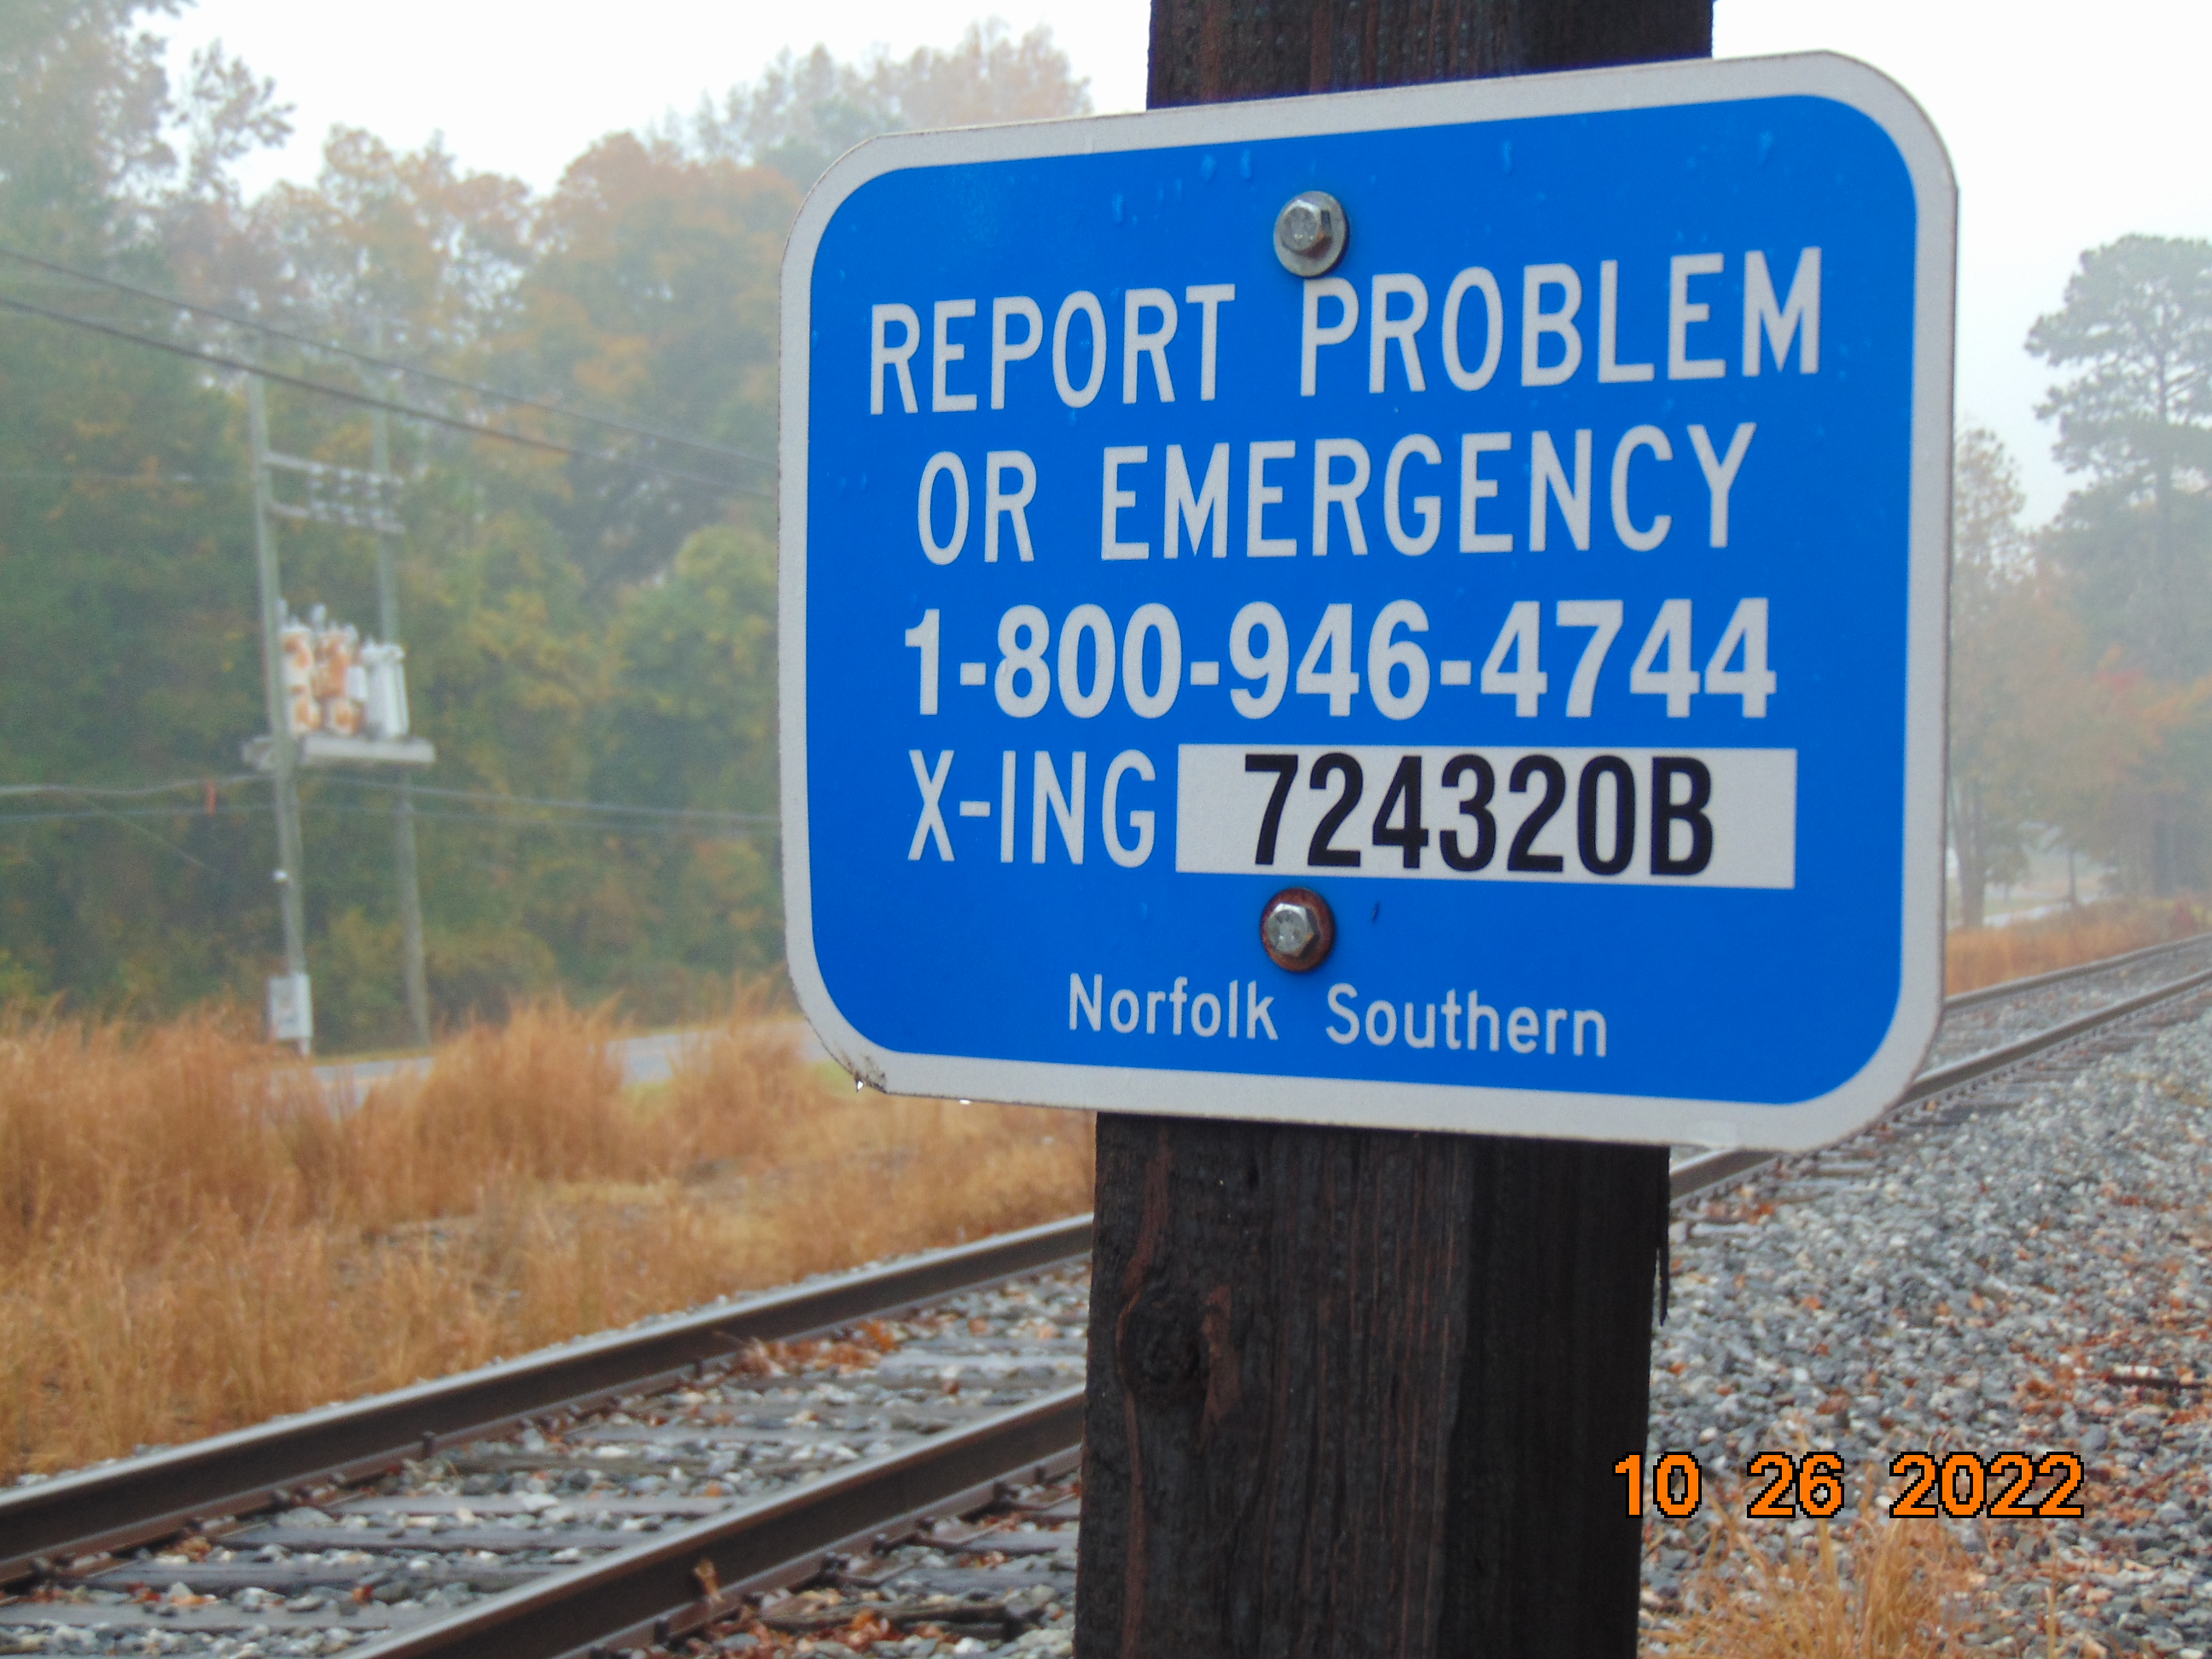 REPORT PROBLEM
OR EMERGENCY
1-800-946-4744
X-ING 724320B
Norfolk Southern
10 26 2022